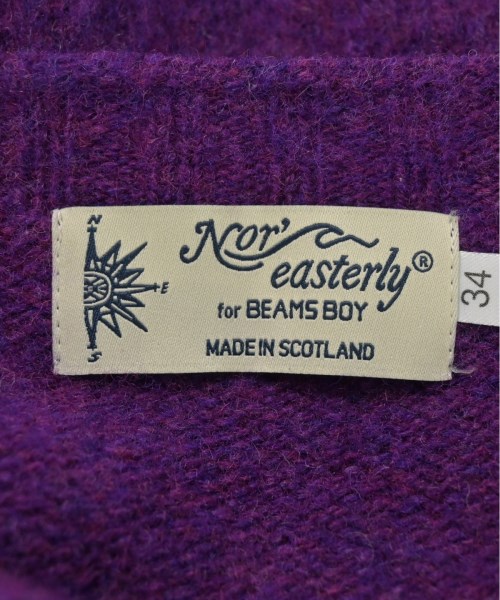 Nor'
easterly®
for BEAMS BOY
MADE IN SCOTLAND
N
E
S
34